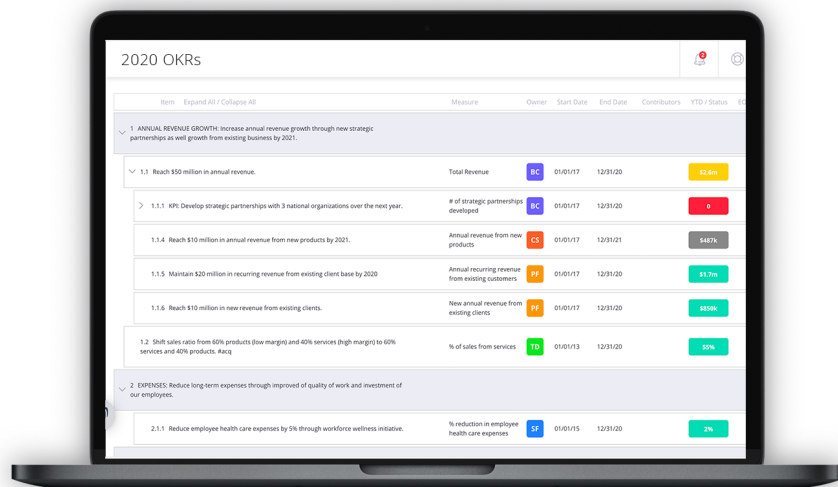 2020 OKRs
2
Item Expand All / Collapse All Measure Owner Start Date End Date Contributors YTD / Status EO
1 ANNUAL REVENUE GROWTH: Increase annual revenue growth through new strategic
partnerships as well growth from existing business by 2021.
1.1 Reach $50 million in annual revenue. Total Revenue BC 01/01/17 12/31/20 $2.6m
1.1.1 KPI: Develop strategic partnerships with 3 national organizations over the next year. # of strategic partnerships developed BC 01/01/17 12/31/20 0
1.1.4 Reach $10 million in annual revenue from new products by 2021. Annual revenue from new products CS 01/01/17 12/31/21 $487k
1.1.5 Maintain $20 million in recurring revenue from existing client base by 2020 Annual recurring revenue from existing customers PF 01/01/17 12/31/20 $1.7m
1.1.6 Reach $10 million in new revenue from existing clients. New annual revenue from existing clients PF 01/01/17 12/31/20 $850k
1.2 Shift sales ratio from 60% products (low margin) and 40% services (high margin) to 60%
services and 40% products. #acq % of sales from services TD 01/01/13 12/31/20 55%
2 EXPENSES: Reduce long-term expenses through improved of quality of work and investment of
our employees.
2.1.1 Reduce employee health care expenses by 5% through workforce wellness initiative. % reduction in employee health care expenses SF 01/01/15 12/31/20 2%